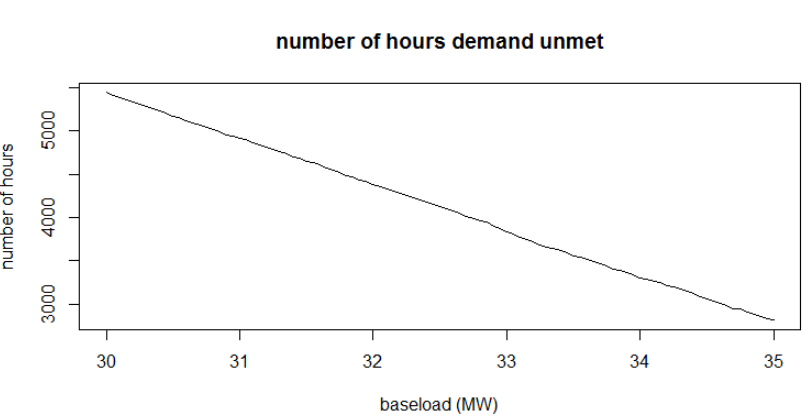 number of hours demand unmet
number of hours
5000
4000
3000
30 31 32 33 34 35
baseload (MW)